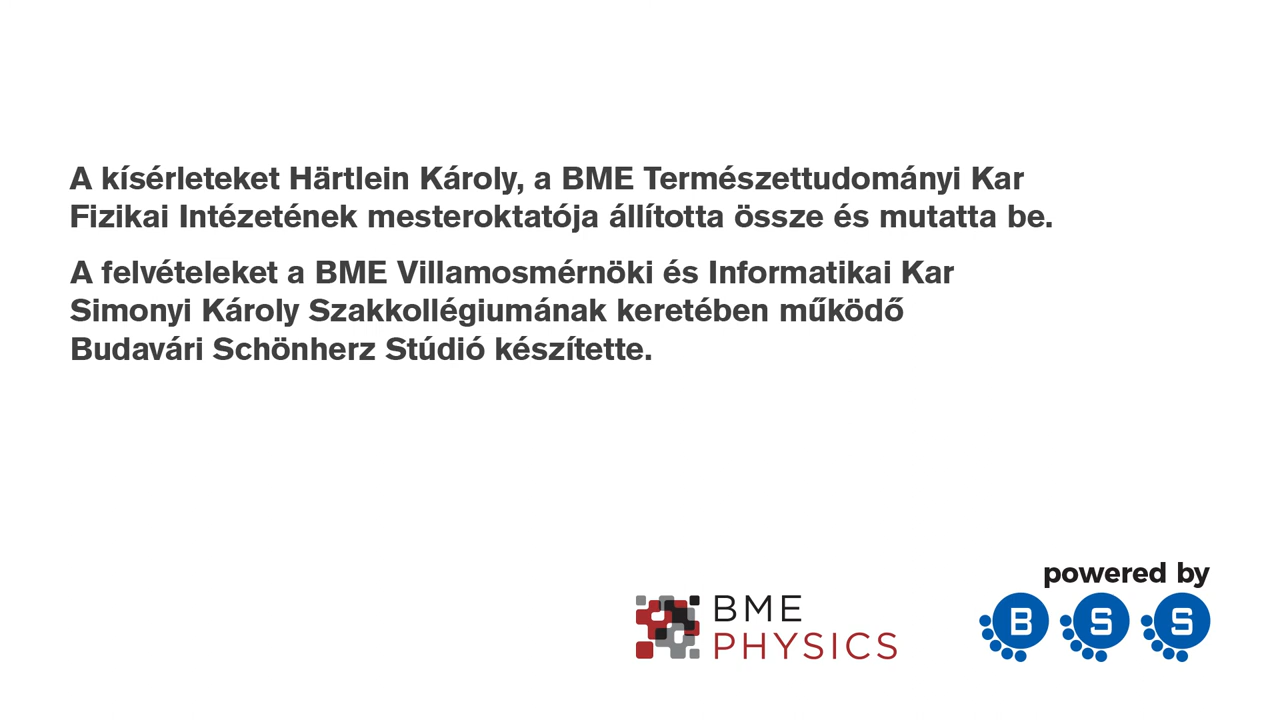 A kísérleteket Härtlein Károly, a BME Természettudományi Kar
Fizikai Intézetének mesteroktatója állította össze és mutatta be.
A felvételeket a BME Villamosmérnöki és Informatikai Kar
Simonyi Károly Szakkollégiumának keretében működő
Budavári Schönherz Stúdió készítette.
BME
PHYSICS
powered by
BSS